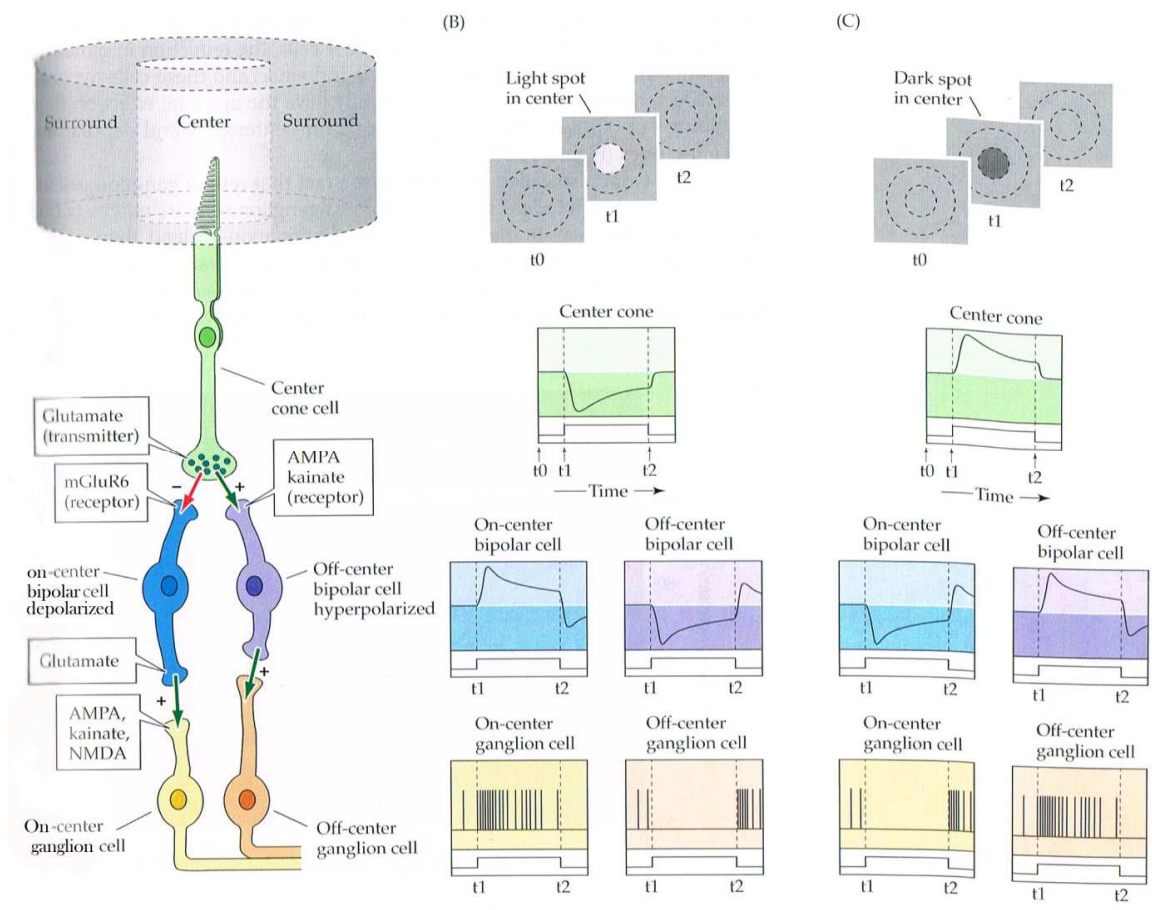 Surround
Center
Surround
Center
cone cell
Glutamate
(transmitter)
AMPA
kainate
(receptor)
mGluR6
(receptor)
−
+
on-center
bipolar cell
depolarized
Off-center
bipolar cell
hyperpolarized
Glutamate
+
+
AMPA,
kainate,
NMDA
On-center
ganglion cell
Off-center
ganglion cell
(B)
Light spot
in center
t2
t1
t0
Center cone
t0 t1 t2
Time
On-center
bipolar cell
t1 t2
Off-center
bipolar cell
t1 t2
On-center
ganglion cell
t1 t2
Off-center
ganglion cell
t1 t2
(C)
Dark spot
in center
t2
t1
t0
Center cone
t0 t1 t2
Time
On-center
bipolar cell
t1 t2
Off-center
bipolar cell
t1 t2
On-center
ganglion cell
t1 t2
Off-center
ganglion cell
t1 t2